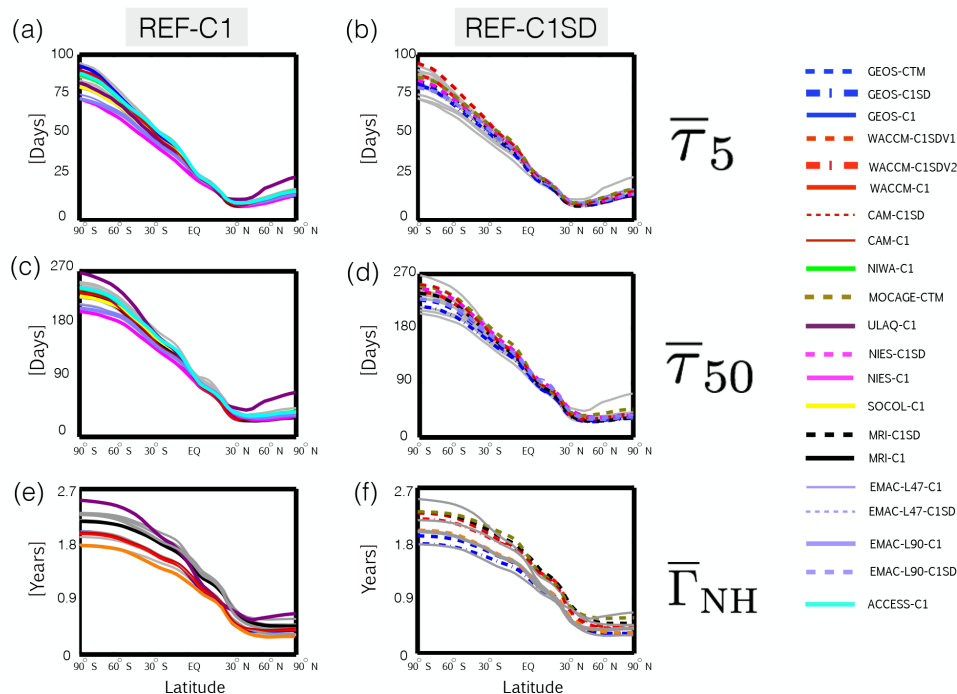 REF-C1
REF-C1SD
(a)
100
75
50
25
0
[Days]
90° S 60° S 30° S EQ 30° N 60° N 90° N
(b)
100
75
50
25
0
[Days]
90° S 60° S 30° S EQ 30° N 60° N 90° N
τ̅5
(c)
270
180
90
0
[Days]
90° S 60° S 30° S EQ 30° N 60° N 90° N
(d)
270
180
90
0
[Days]
90° S 60° S 30° S EQ 30° N 60° N 90° N
τ̅50
(e)
2.7
1.8
0.9
0
[Years]
90° S 60° S 30° S EQ 30° N 60° N 90° N
Latitude
(f)
2.7
1.8
0.9
0
Years]
90° S 60° S 30° S EQ 30° N 60° N 90° N
Latitude
Γ̅NH
GEOS-CTM
GEOS-C1SD
GEOS-C1
WACCM-C1SDV1
WACCM-C1SDV2
WACCM-C1
CAM-C1SD
CAM-C1
NIWA-C1
MOCAGE-CTM
ULAQ-C1
NIES-C1SD
NIES-C1
SOCOL-C1
MRI-C1SD
MRI-C1
EMAC-L47-C1
EMAC-L47-C1SD
EMAC-L90-C1
EMAC-L90-C1SD
ACCESS-C1